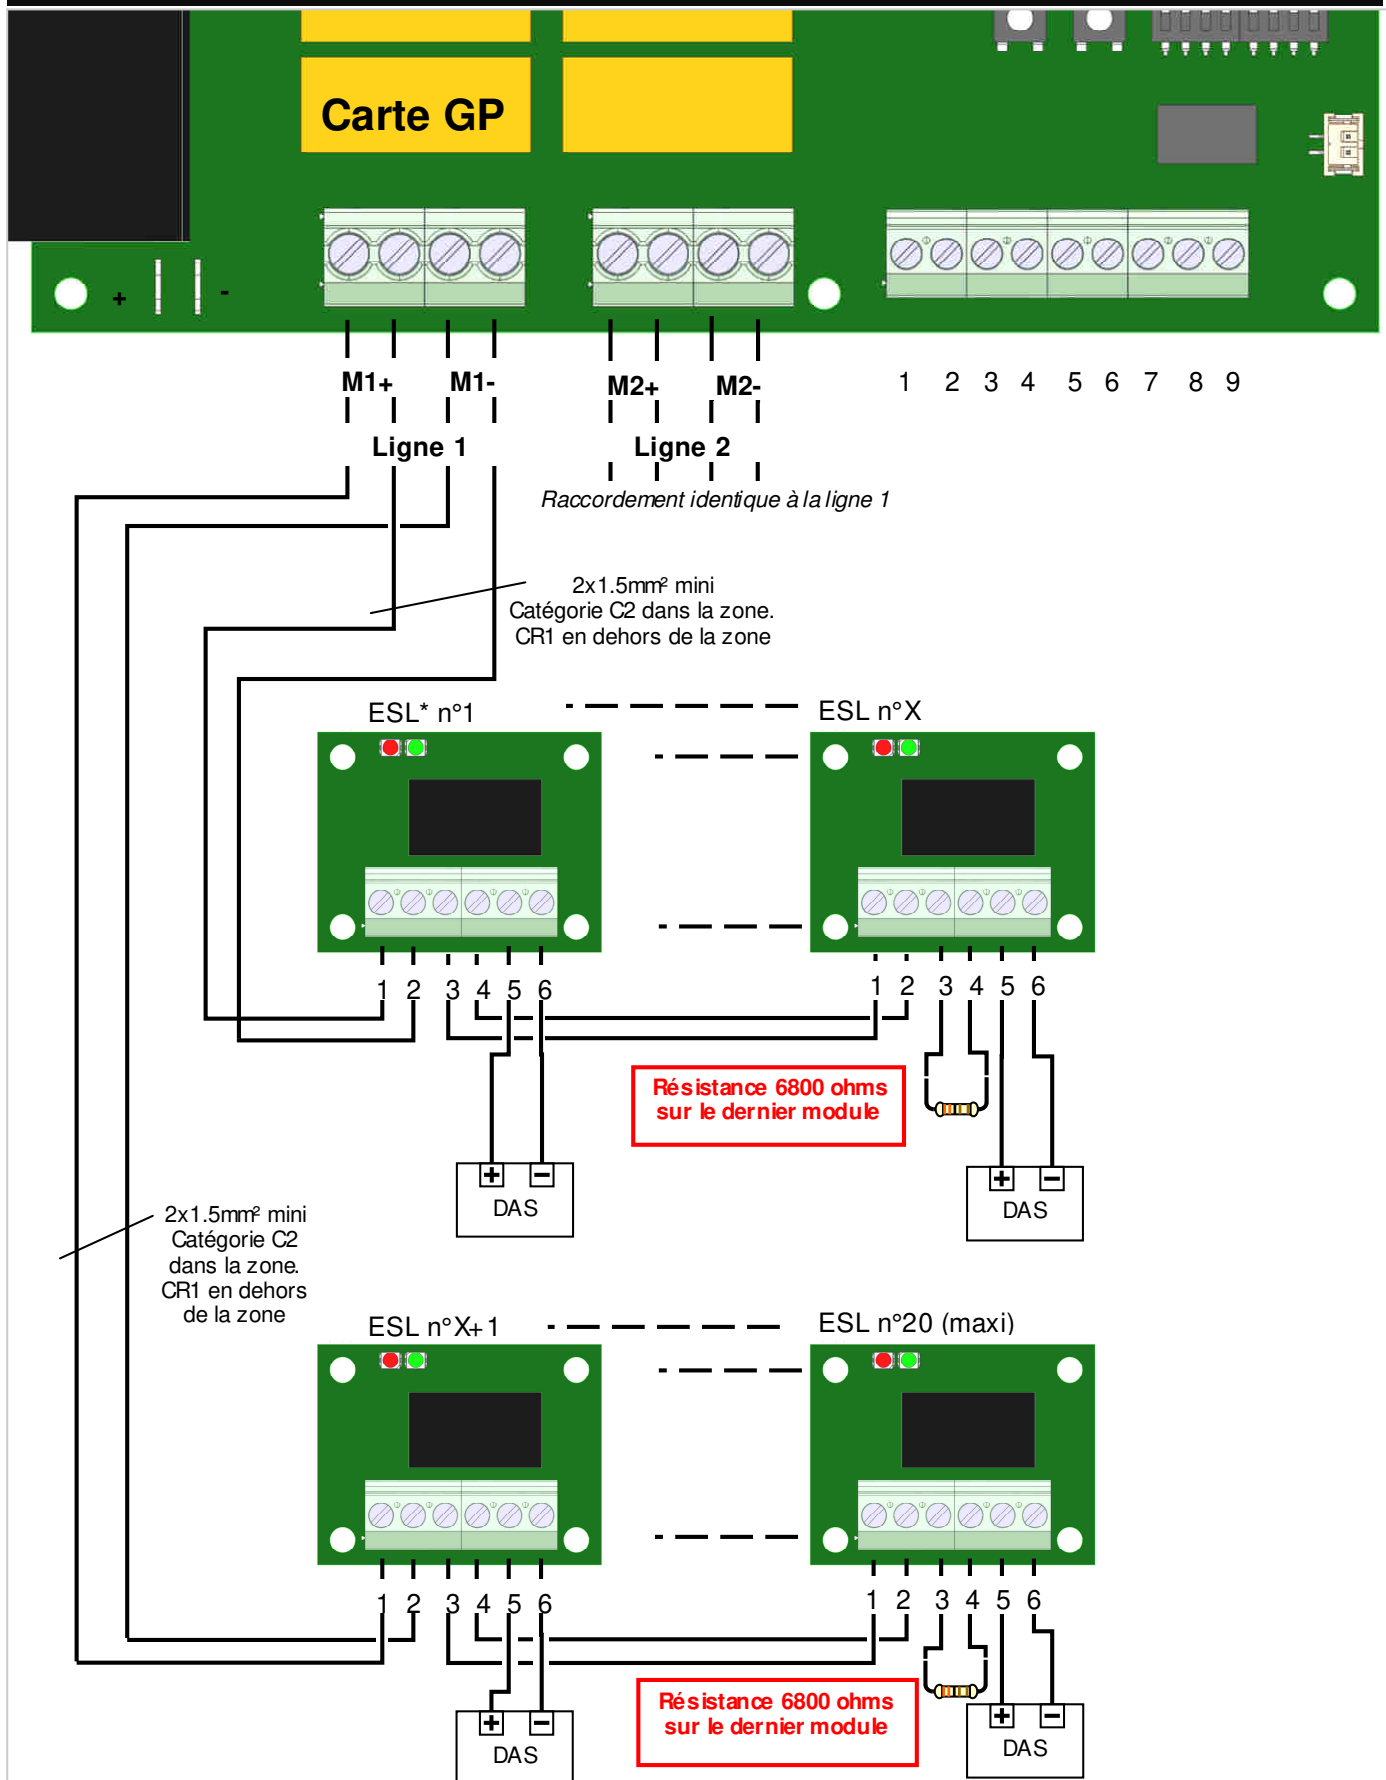 Carte GP
+ -
M1+ M1- M2+ M2- 1 2 3 4 5 6 7 8 9
Ligne 1 Ligne 2
Raccordement identique à la ligne 1
2x1.5mm² mini
Catégorie C2 dans la zone.
CR1 en dehors de la zone
ESL* n°1 ESL n°X
1 2 3 4 5 6 1 2 3 4 5 6
Résistance 6800 ohms
sur le dernier module
+ - + -
DAS DAS
2x1.5mm² mini
Catégorie C2
dans la zone.
CR1 en dehors
de la zone
ESL n°X+1 ESL n°20 (maxi)
1 2 3 4 5 6 1 2 3 4 5 6
Résistance 6800 ohms
sur le dernier module
+ - + -
DAS DAS